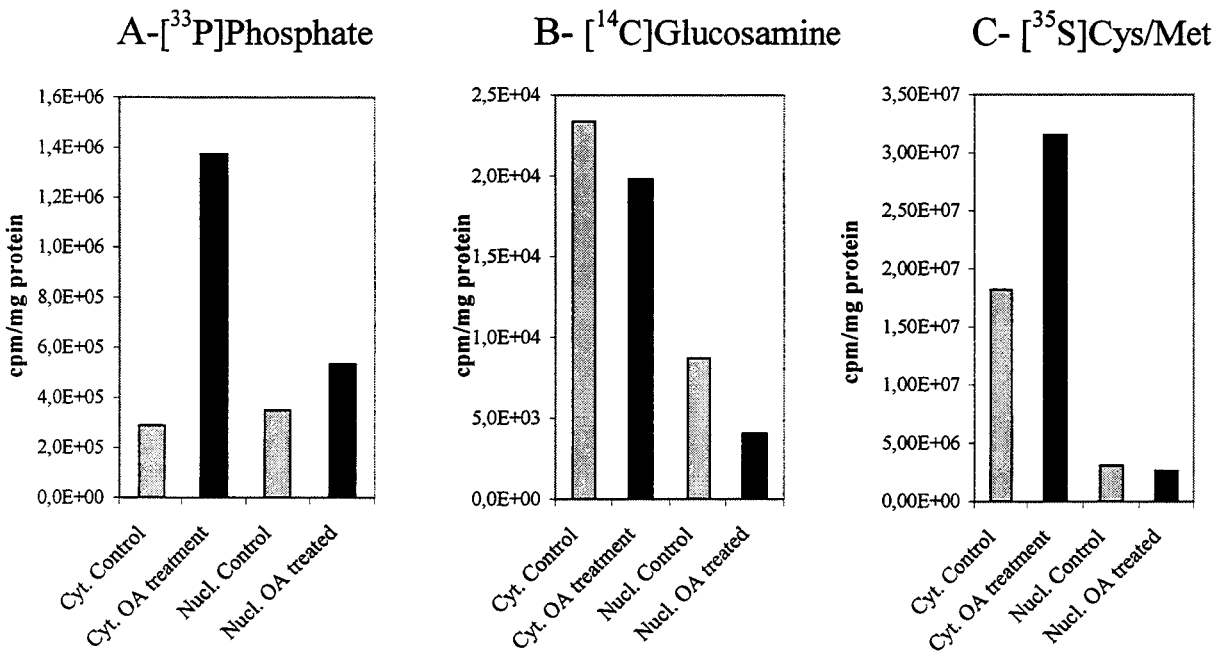 A-[³³P]Phosphate
1,6E+06
1,4E+06
1,2E+06
1,0E+06
8,0E+05
6,0E+05
4,0E+05
2,0E+05
0,0E+00
cpm/mg protein
Cyt. Control
Cyt. OA treatment
Nucl. Control
Nucl. OA treated
B- [¹⁴C]Glucosamine
2,5E+04
2,0E+04
1,5E+04
1,0E+04
5,0E+03
0,0E+00
cpm/mg protein
Cyt. Control
Cyt. OA treatment
Nucl. Control
Nucl. OA treated
C- [³⁵S]Cys/Met
3,50E+07
3,00E+07
2,50E+07
2,00E+07
1,50E+07
1,00E+07
5,00E+06
0,00E+00
cpm/mg protein
Cyt. Control
Cyt. OA treatment
Nucl. Control
Nucl. OA treated